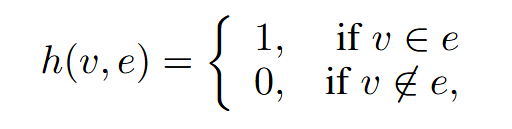 h(v, e) = { 1, if v ∈ e
0, if v ∉ e,